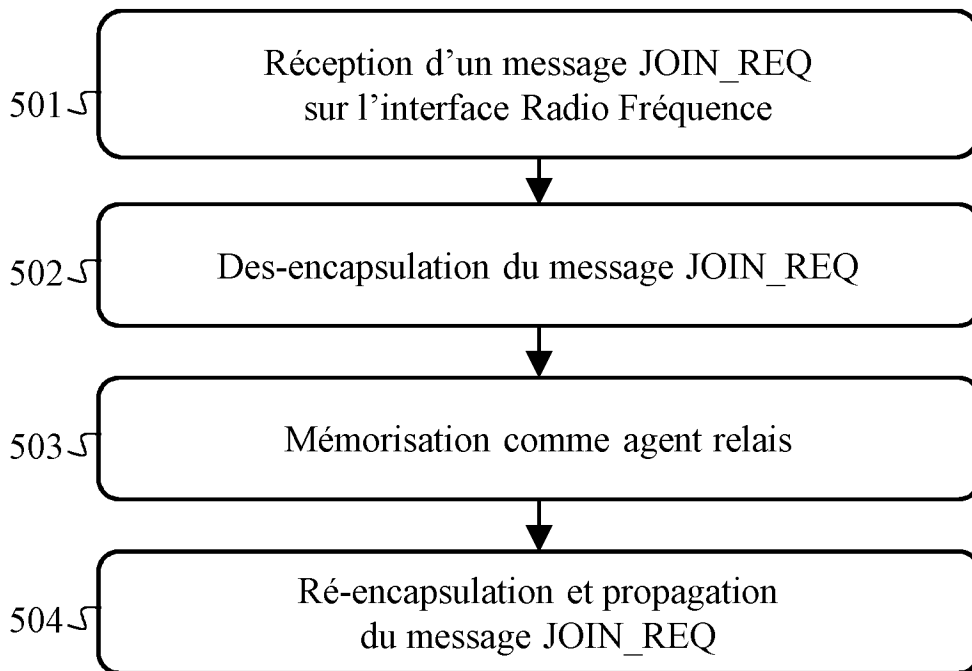 Réception d’un message JOIN_REQ
501 sur l’interface Radio Fréquence
502 Des-encapsulation du message JOIN_REQ
503 Mémorisation comme agent relais
Ré-encapsulation et propagation
504 du message JOIN_REQ